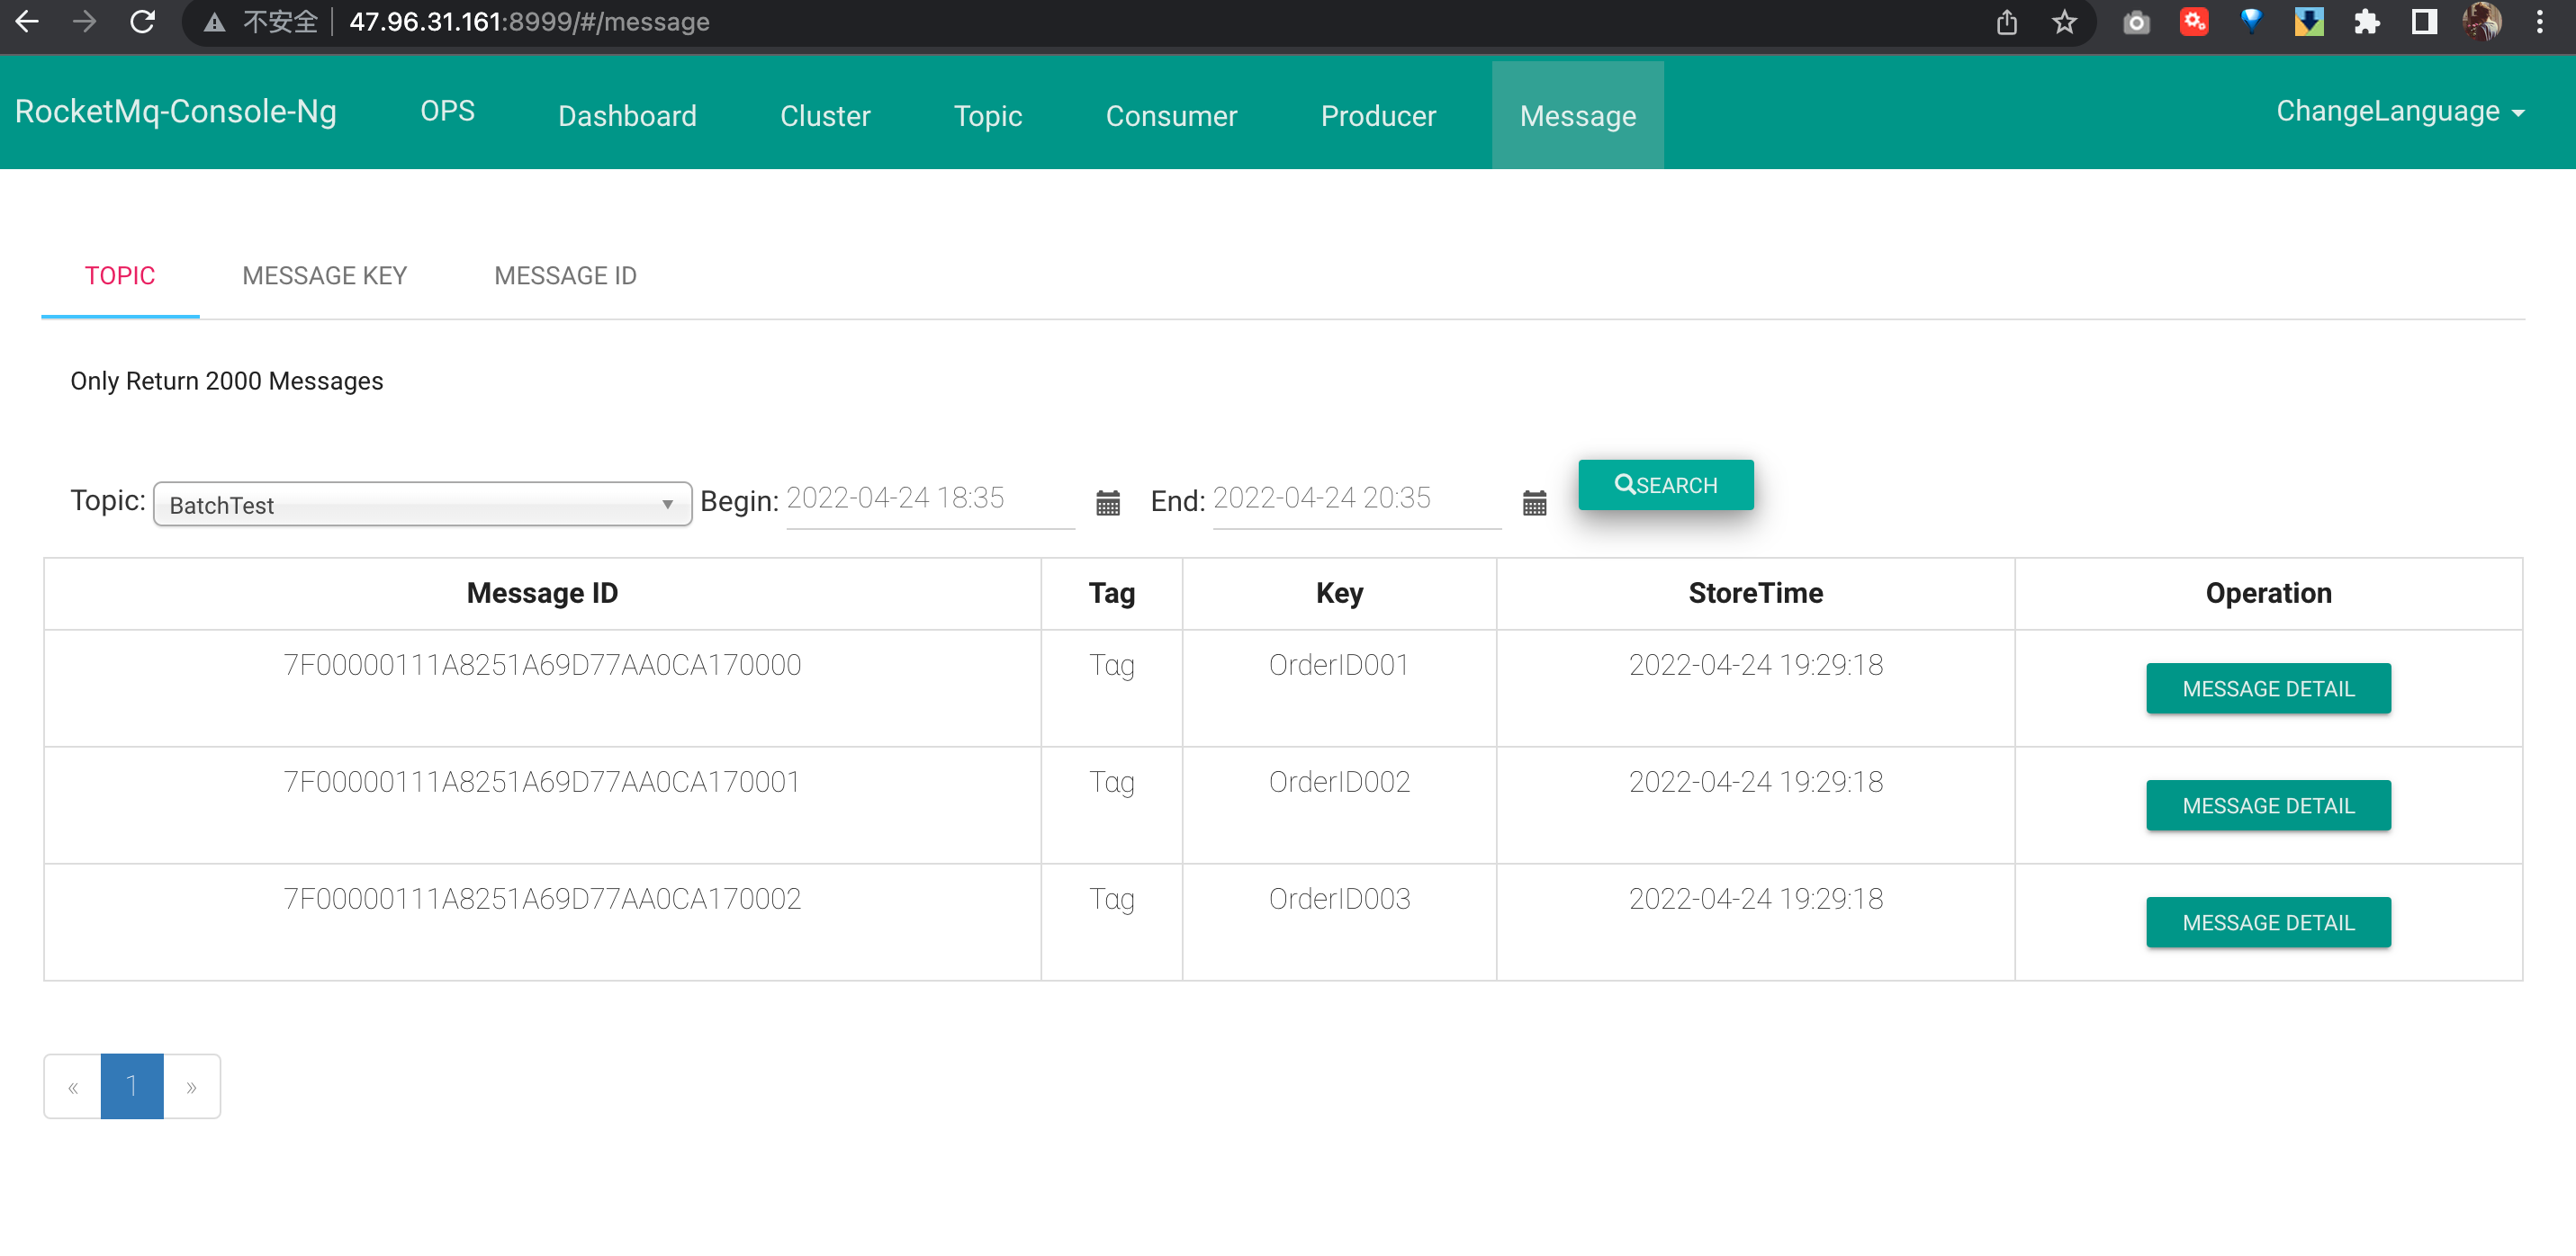 不安全 47.96.31.161:8999/#/message
RocketMq-Console-Ng OPS Dashboard Cluster Topic Consumer Producer Message ChangeLanguage
TOPIC MESSAGE KEY MESSAGE ID
Only Return 2000 Messages
Topic: BatchTest Begin: 2022-04-24 18:35 End: 2022-04-24 20:35 SEARCH
Message ID Tag Key StoreTime Operation
7F00000111A8251A69D77AA0CA170000 Tag OrderID001 2022-04-24 19:29:18 MESSAGE DETAIL
7F00000111A8251A69D77AA0CA170001 Tag OrderID002 2022-04-24 19:29:18 MESSAGE DETAIL
7F00000111A8251A69D77AA0CA170002 Tag OrderID003 2022-04-24 19:29:18 MESSAGE DETAIL
« 1 »